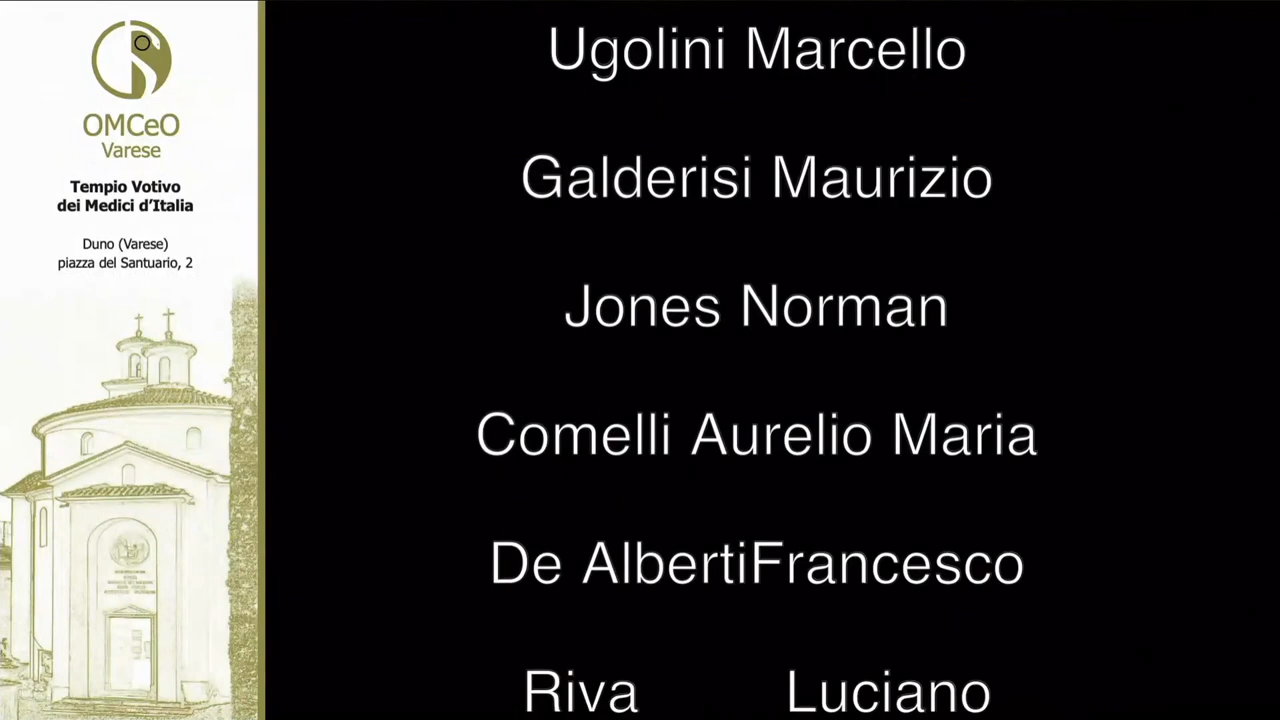 OMCeO
Varese
Tempio Votivo
dei Medici d'Italia
Duno (Varese)
piazza del Santuario, 2
Ugolini Marcello
Galderisi Maurizio
Jones Norman
Comelli Aurelio Maria
De AlbertiFrancesco
Riva Luciano